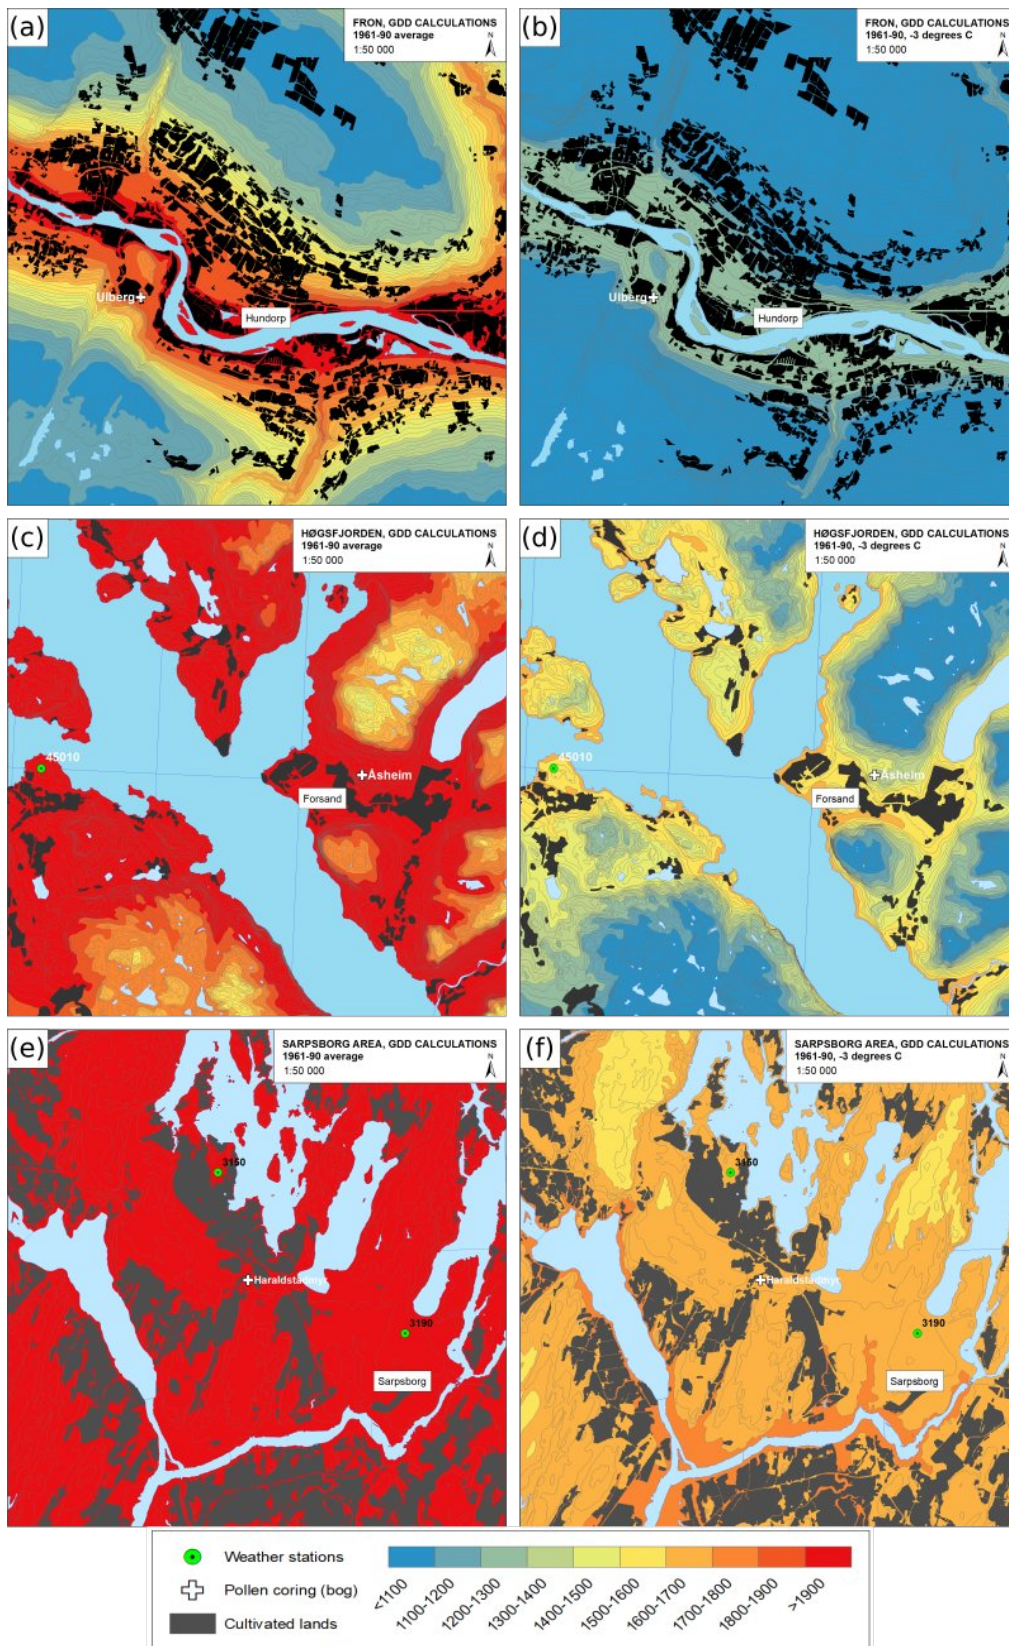 (a)
FRON, GDD CALCULATIONS
1961-90 average
1:50 000
N
Ulberg
Hundorp
(b)
FRON, GDD CALCULATIONS
1961-90, -3 degrees C
1:50 000
N
Ulberg
Hundorp
(c)
HØGSFJORDEN, GDD CALCULATIONS
1961-90 average
1:50 000
N
45010
Åsheim
Forsand
(d)
HØGSFJORDEN, GDD CALCULATIONS
1961-90, -3 degrees C
1:50 000
N
45010
Åsheim
Forsand
(e)
SARPSBORG AREA, GDD CALCULATIONS
1961-90 average
1:50 000
N
3150
Haraldstadmyr
3190
Sarpsborg
(f)
SARPSBORG AREA, GDD CALCULATIONS
1961-90, -3 degrees C
1:50 000
N
3150
Haraldstadmyr
3190
Sarpsborg
Weather stations
Pollen coring (bog)
Cultivated lands
<1100
1100-1200
1200-1300
1300-1400
1400-1500
1500-1600
1600-1700
1700-1800
1800-1900
>1900